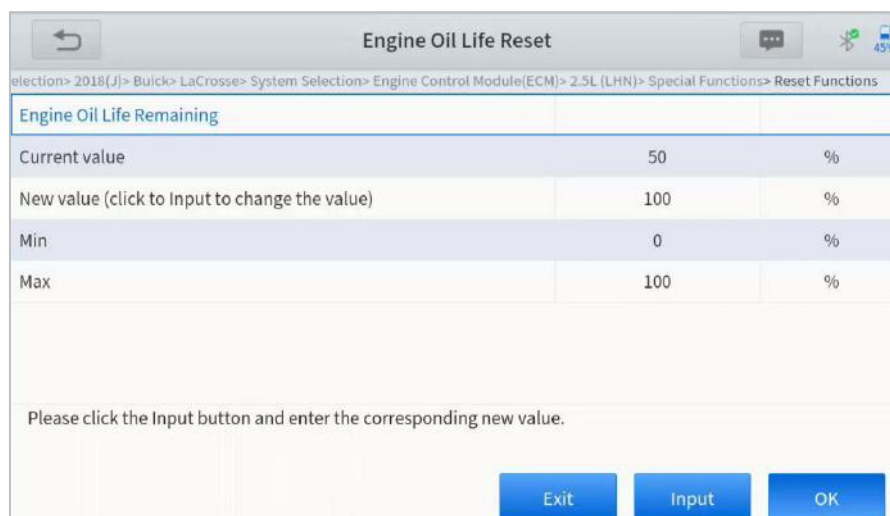 Engine Oil Life Reset
election> 2018(J)> Buick> LaCrosse> System Selection> Engine Control Module(ECM)> 2.5L (LHN)> Special Functions> Reset Functions
Engine Oil Life Remaining
Current value 50 %
New value (click to Input to change the value) 100 %
Min 0 %
Max 100 %
Please click the Input button and enter the corresponding new value.
Exit Input OK